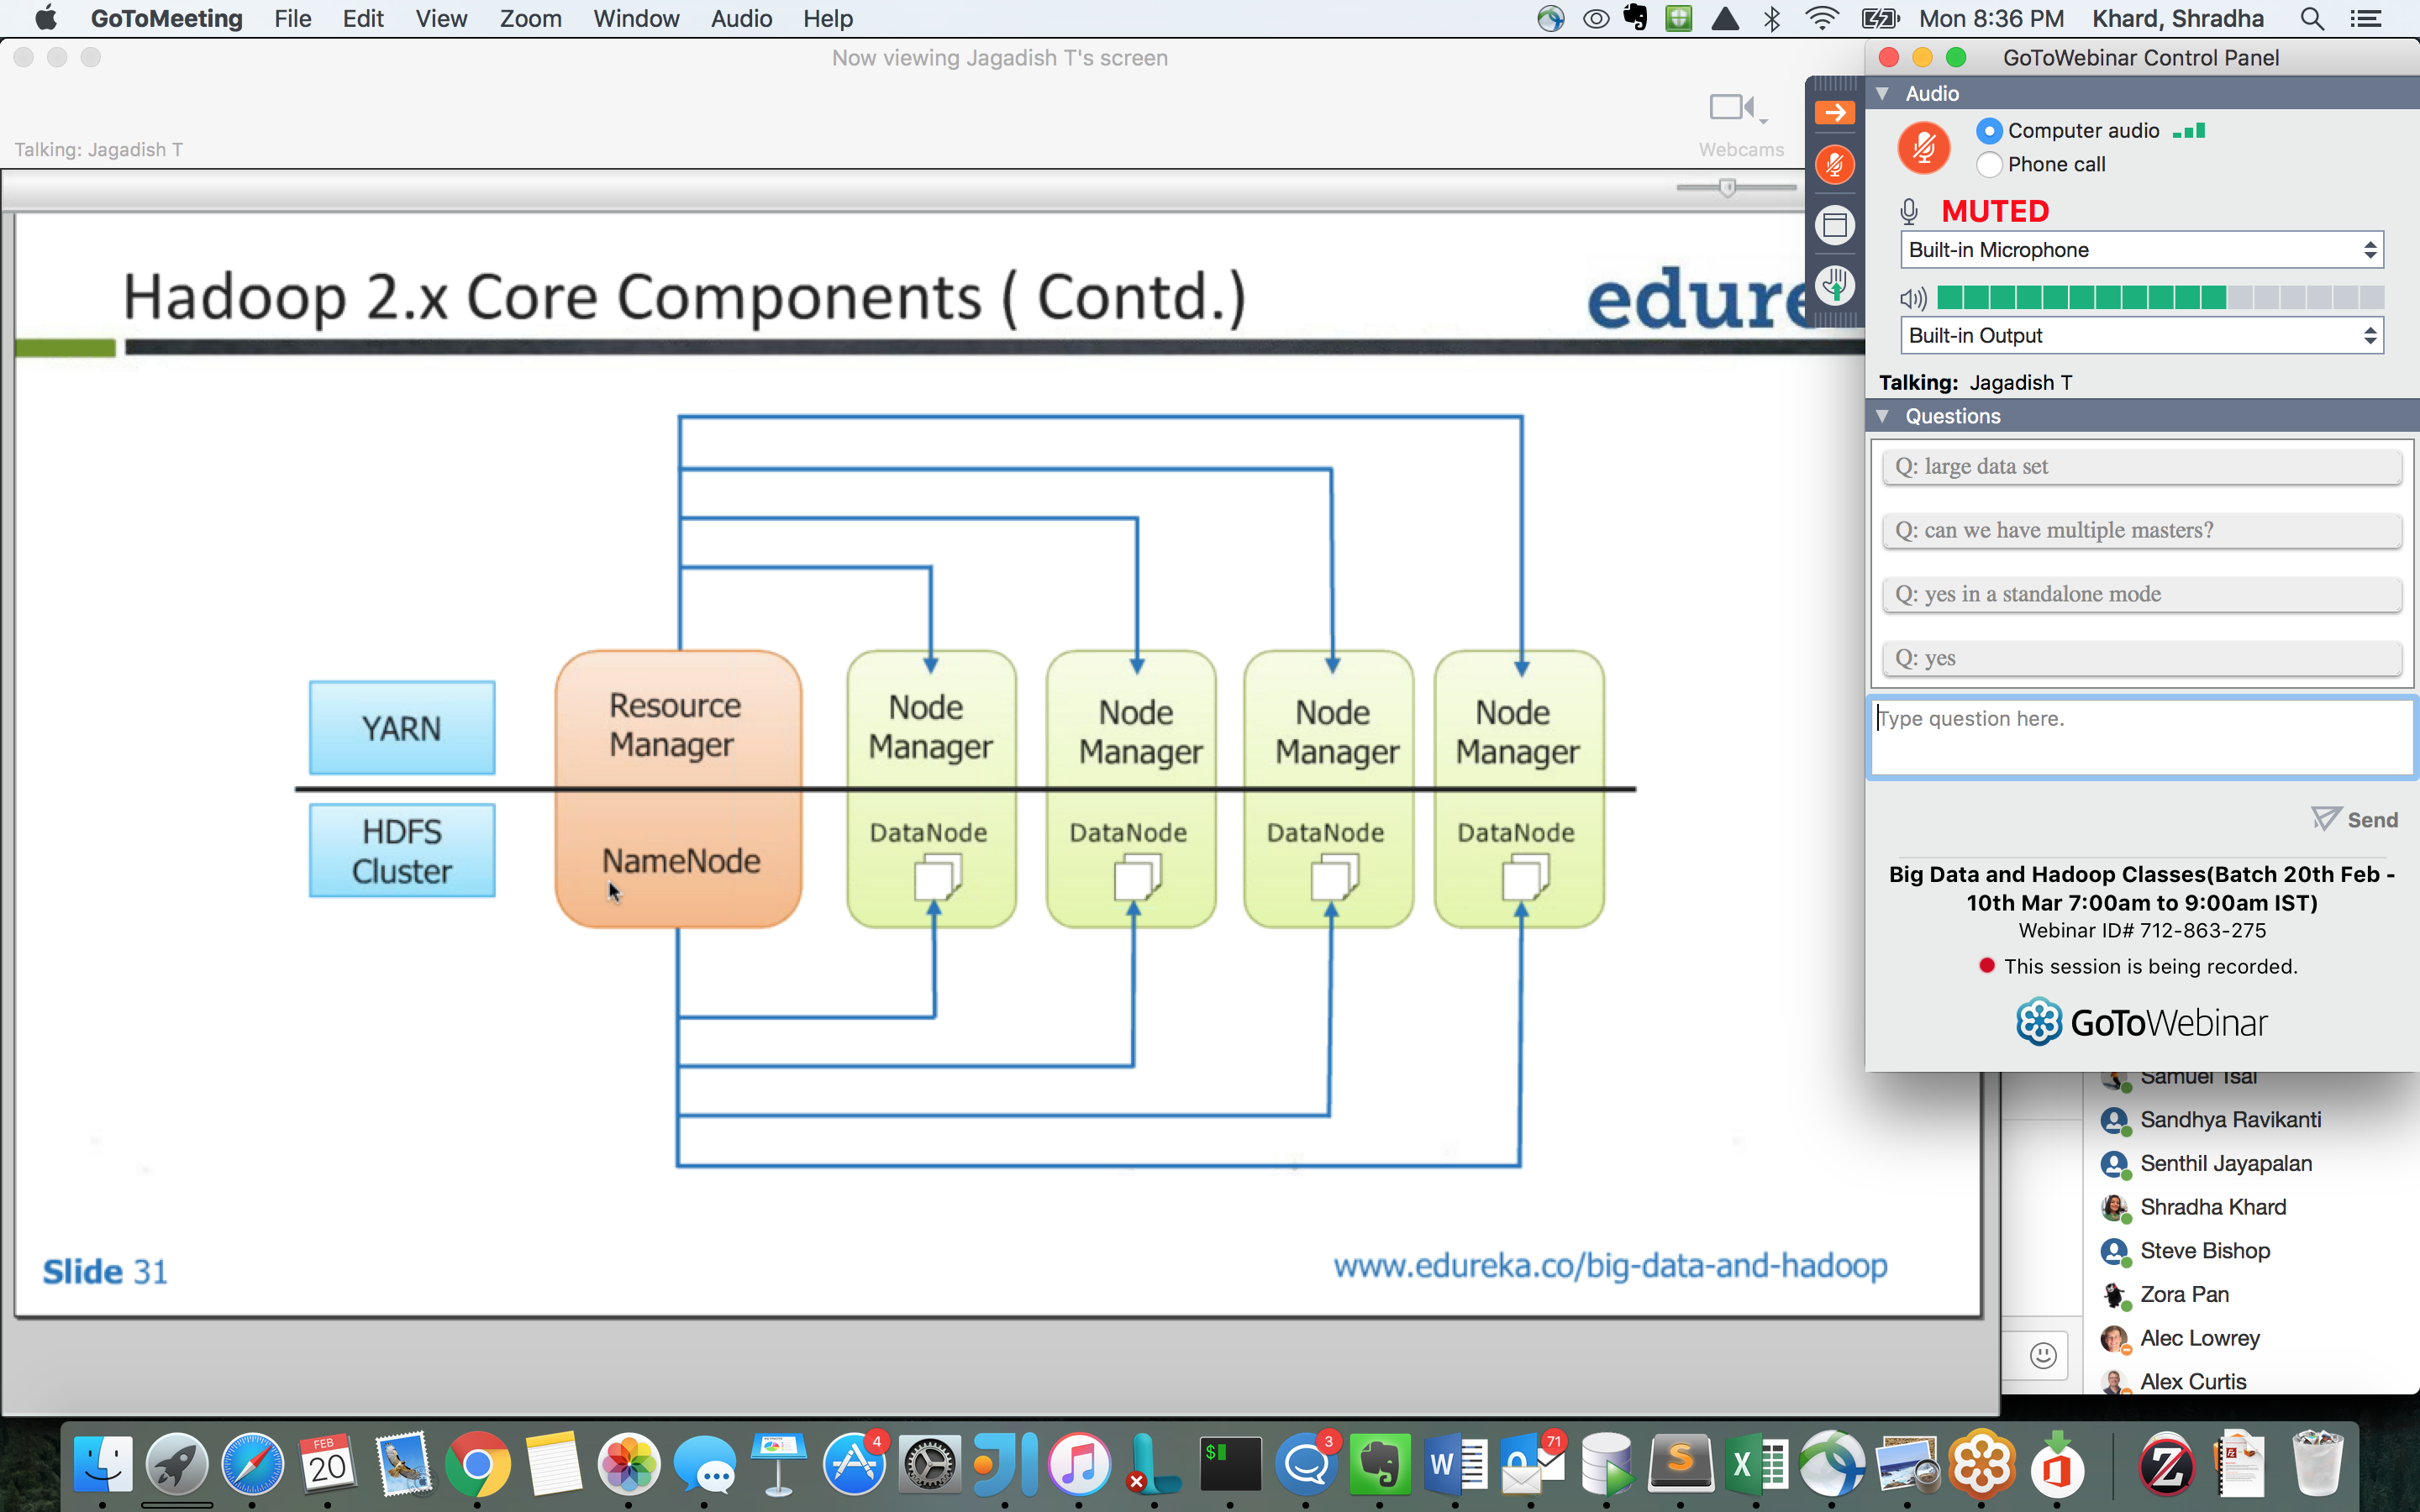 GoToMeeting File Edit View Zoom Window Audio Help
Mon 8:36 PM Khard, Shradha
Now viewing Jagadish T's screen
Talking: Jagadish T
Webcams
Hadoop 2.x Core Components ( Contd.)
edure
YARN
HDFS
Cluster
Resource
Manager
NameNode
Node
Manager
DataNode
Node
Manager
DataNode
Node
Manager
DataNode
Node
Manager
DataNode
Slide 31
www.edureka.co/big-data-and-hadoop
GoToWebinar Control Panel
Audio
Computer audio
Phone call
MUTED
Built-in Microphone
Built-in Output
Talking: Jagadish T
Questions
Q: large data set
Q: can we have multiple masters?
Q: yes in a standalone mode
Q: yes
Type question here.
Send
Big Data and Hadoop Classes(Batch 20th Feb -
10th Mar 7:00am to 9:00am IST)
Webinar ID# 712-863-275
This session is being recorded.
GoToWebinar
Samuel Tsai
Sandhya Ravikanti
Senthil Jayapalan
Shradha Khard
Steve Bishop
Zora Pan
Alec Lowrey
Alex Curtis
FEB
20
4
$
3
W
O
71
S
X
Z